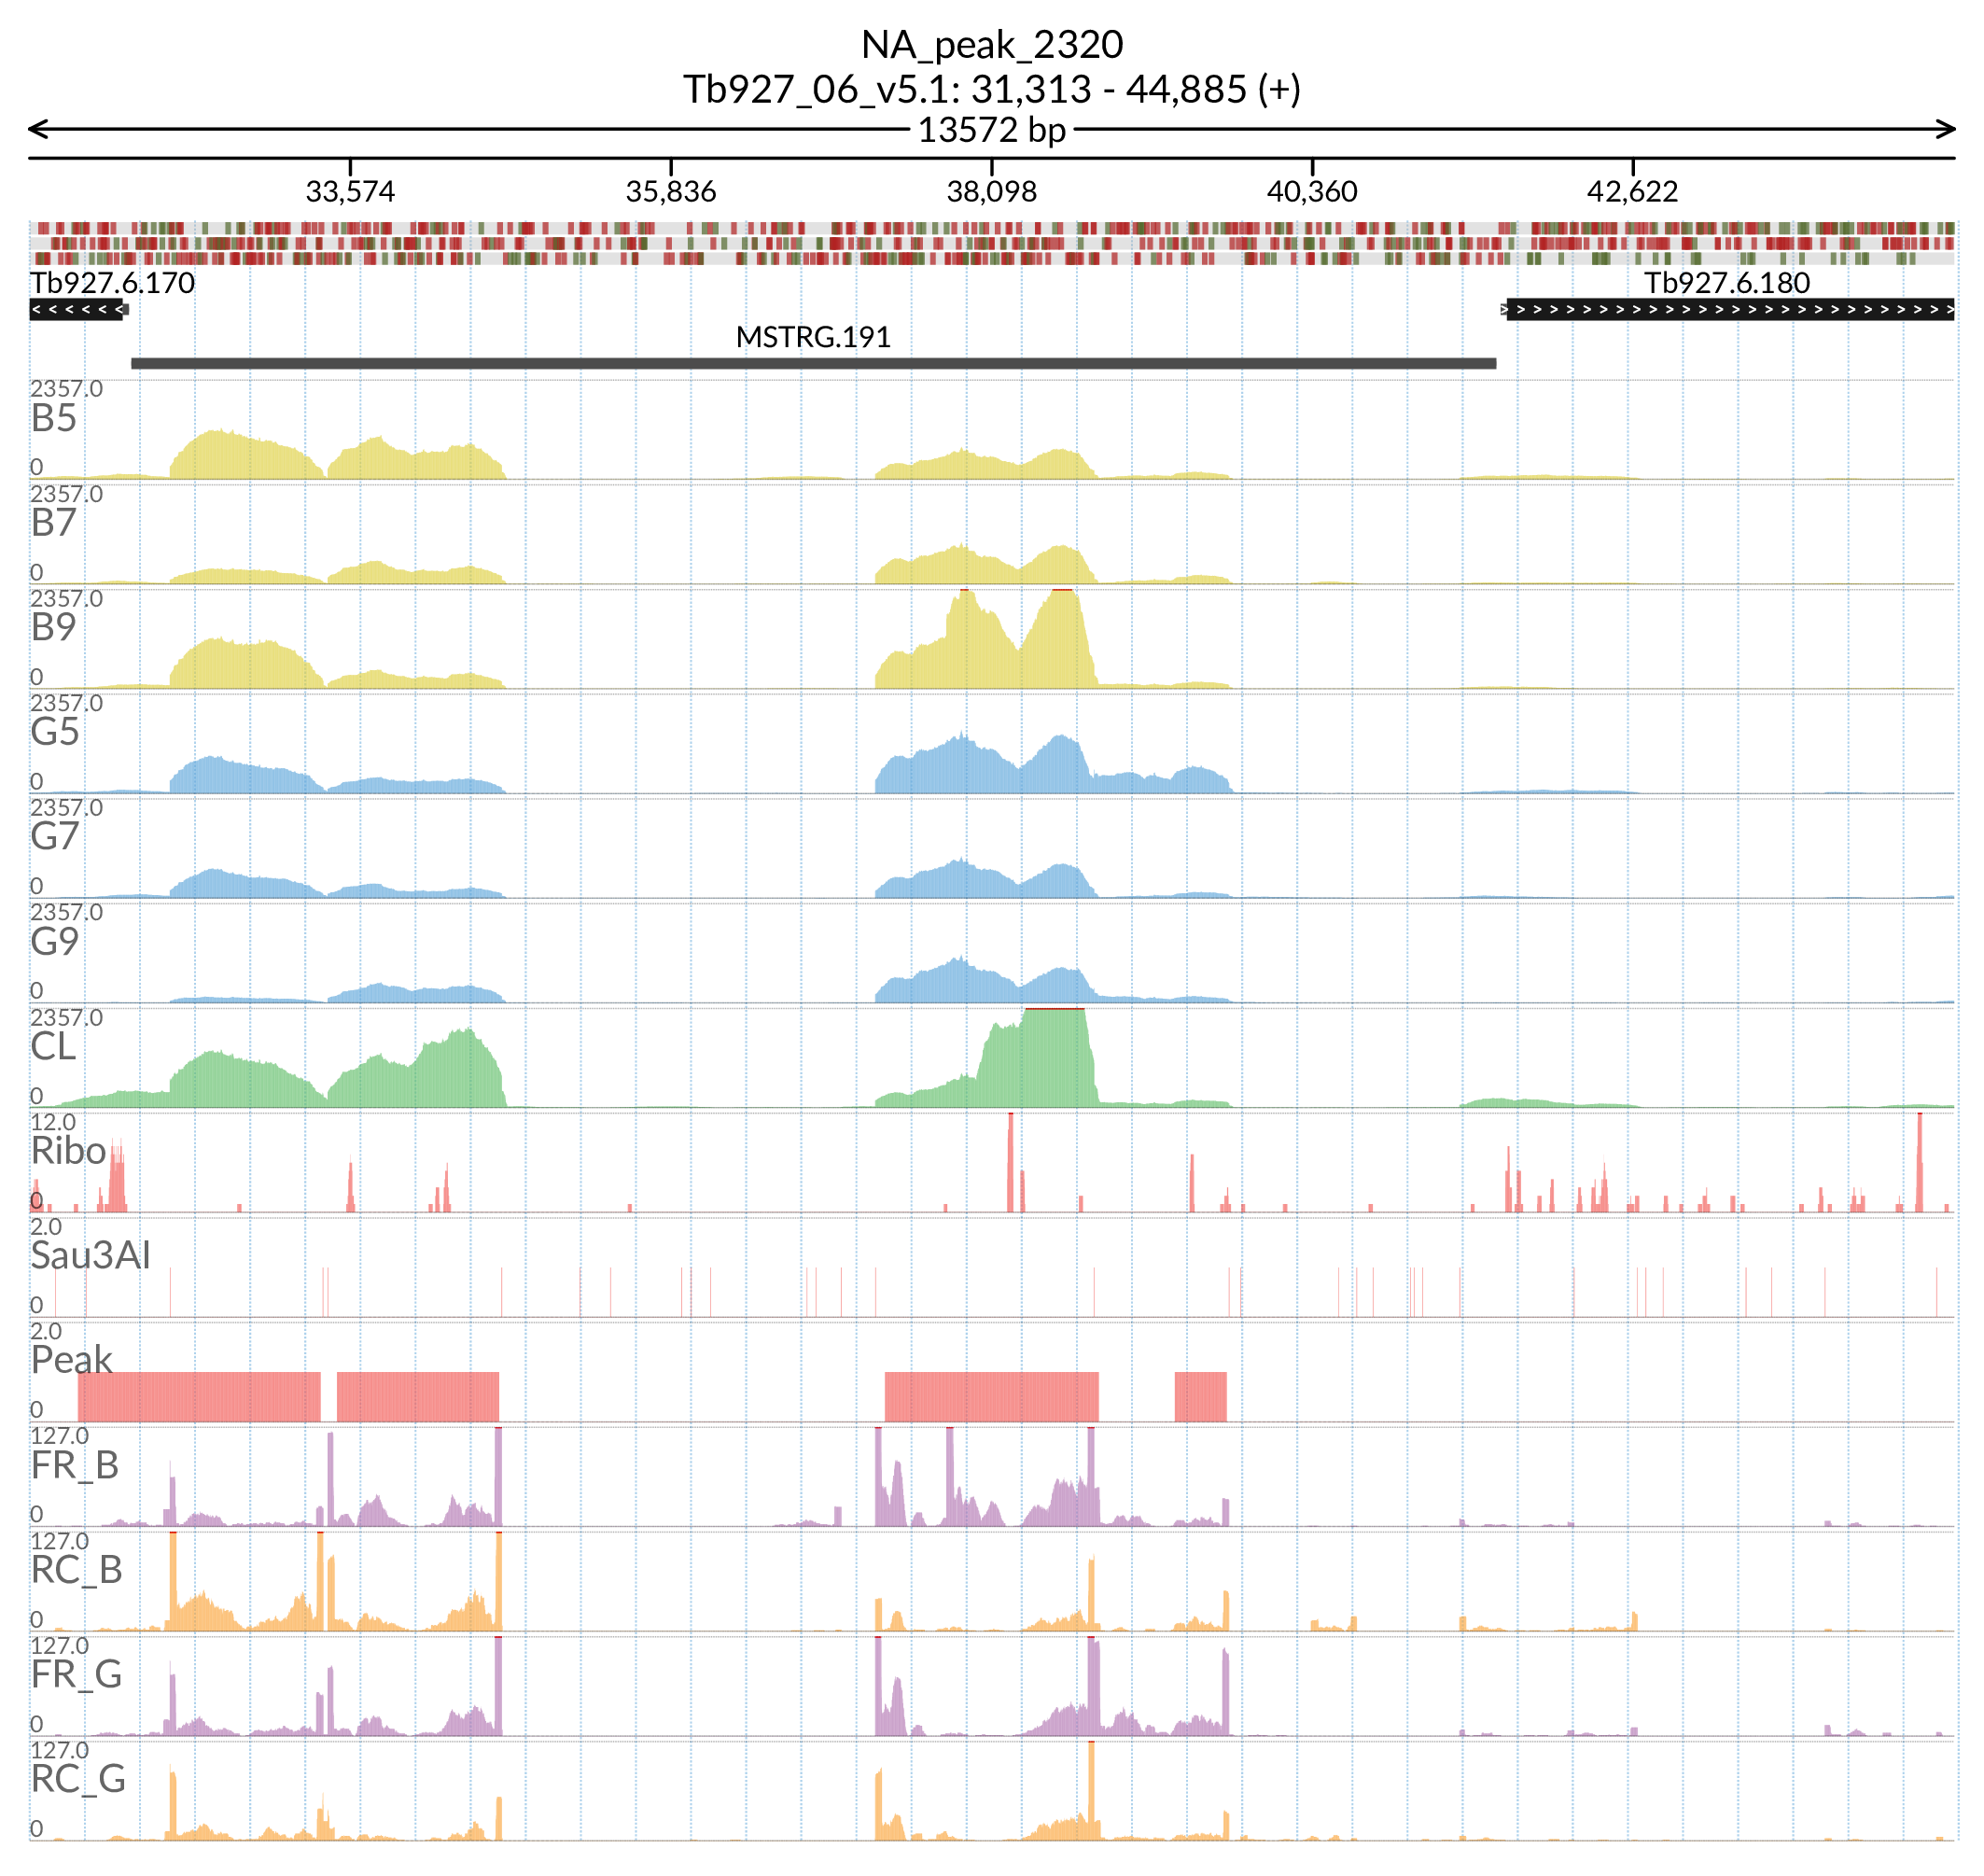 NA_peak_2320
Tb927_06_v5.1: 31,313 - 44,885 (+)
13572 bp
33,574 35,836 38,098 40,360 42,622
Tb927.6.170 Tb927.6.180
MSTRG.191
2357.0
B5
0
2357.0
B7
0
2357.0
B9
0
2357.0
G5
0
2357.0
G7
0
2357.0
G9
0
2357.0
CL
0
12.0
Ribo
0
2.0
Sau3AI
0
2.0
Peak
0
127.0
FR_B
0
127.0
RC_B
0
127.0
FR_G
0
127.0
RC_G
0